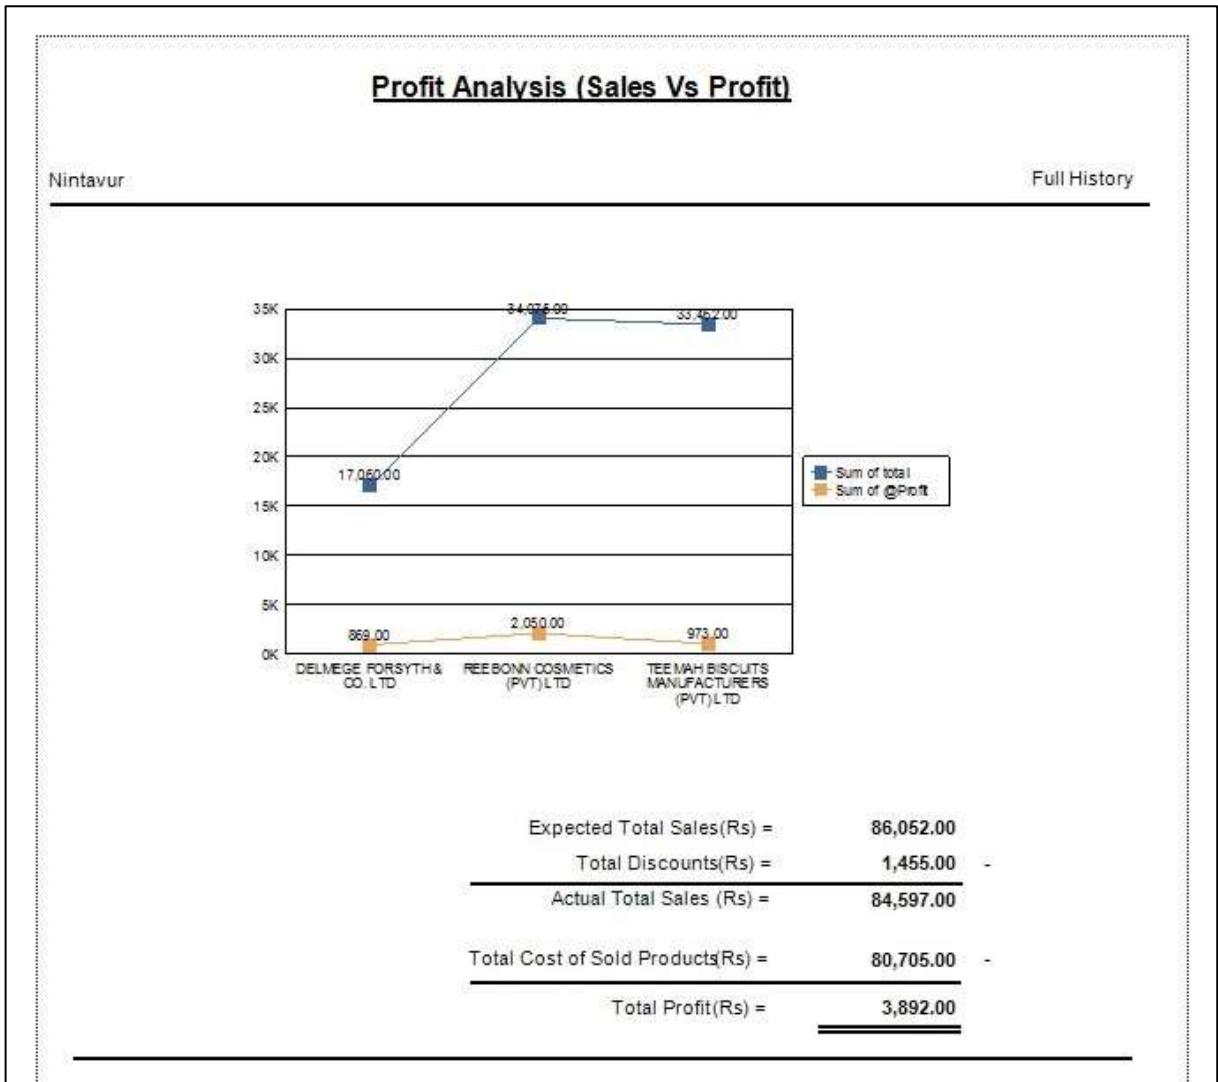 Profit Analysis (Sales Vs Profit)
Nintavur
Full History
35K
30K
25K
20K
15K
10K
5K
0K
34,075.00
33,462.00
17,060.00
2,050.00
869.00
973.00
DELMEGE FORSYTH &
CO. LTD
REEBONN COSMETICS
(PVT) LTD
TEEMAH BISCUITS
MANUFACTURERS
(PVT) LTD
Sum of total
Sum of @Profit
Expected Total Sales(Rs) = 86,052.00
Total Discounts(Rs) = 1,455.00 -
Actual Total Sales (Rs) = 84,597.00
Total Cost of Sold Products(Rs) = 80,705.00 -
Total Profit(Rs) = 3,892.00